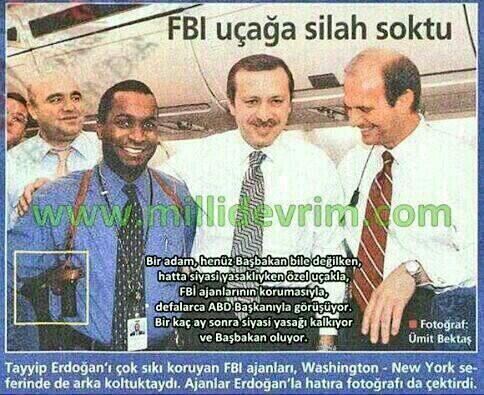 FBI uçağa silah soktu
www.millidevrim.com
Bir adam, henüz Başbakan bile değilken,
hatta siyasi yasaklıyken özel uçakla,
FBİ ajanlarının korumasıyla,
defalarca ABD Başkanıyla görüşüyor.
Bir kaç ay sonra siyasi yasağı kalkıyor
ve Başbakan oluyor.
Fotoğraf:
Ümit Bektaş
Tayyip Erdoğan'ı çok sıkı koruyan FBI ajanları, Washington - New York se-
ferinde de arka koltuktaydı. Ajanlar Erdoğan'la hatıra fotoğrafı da çektirdi.